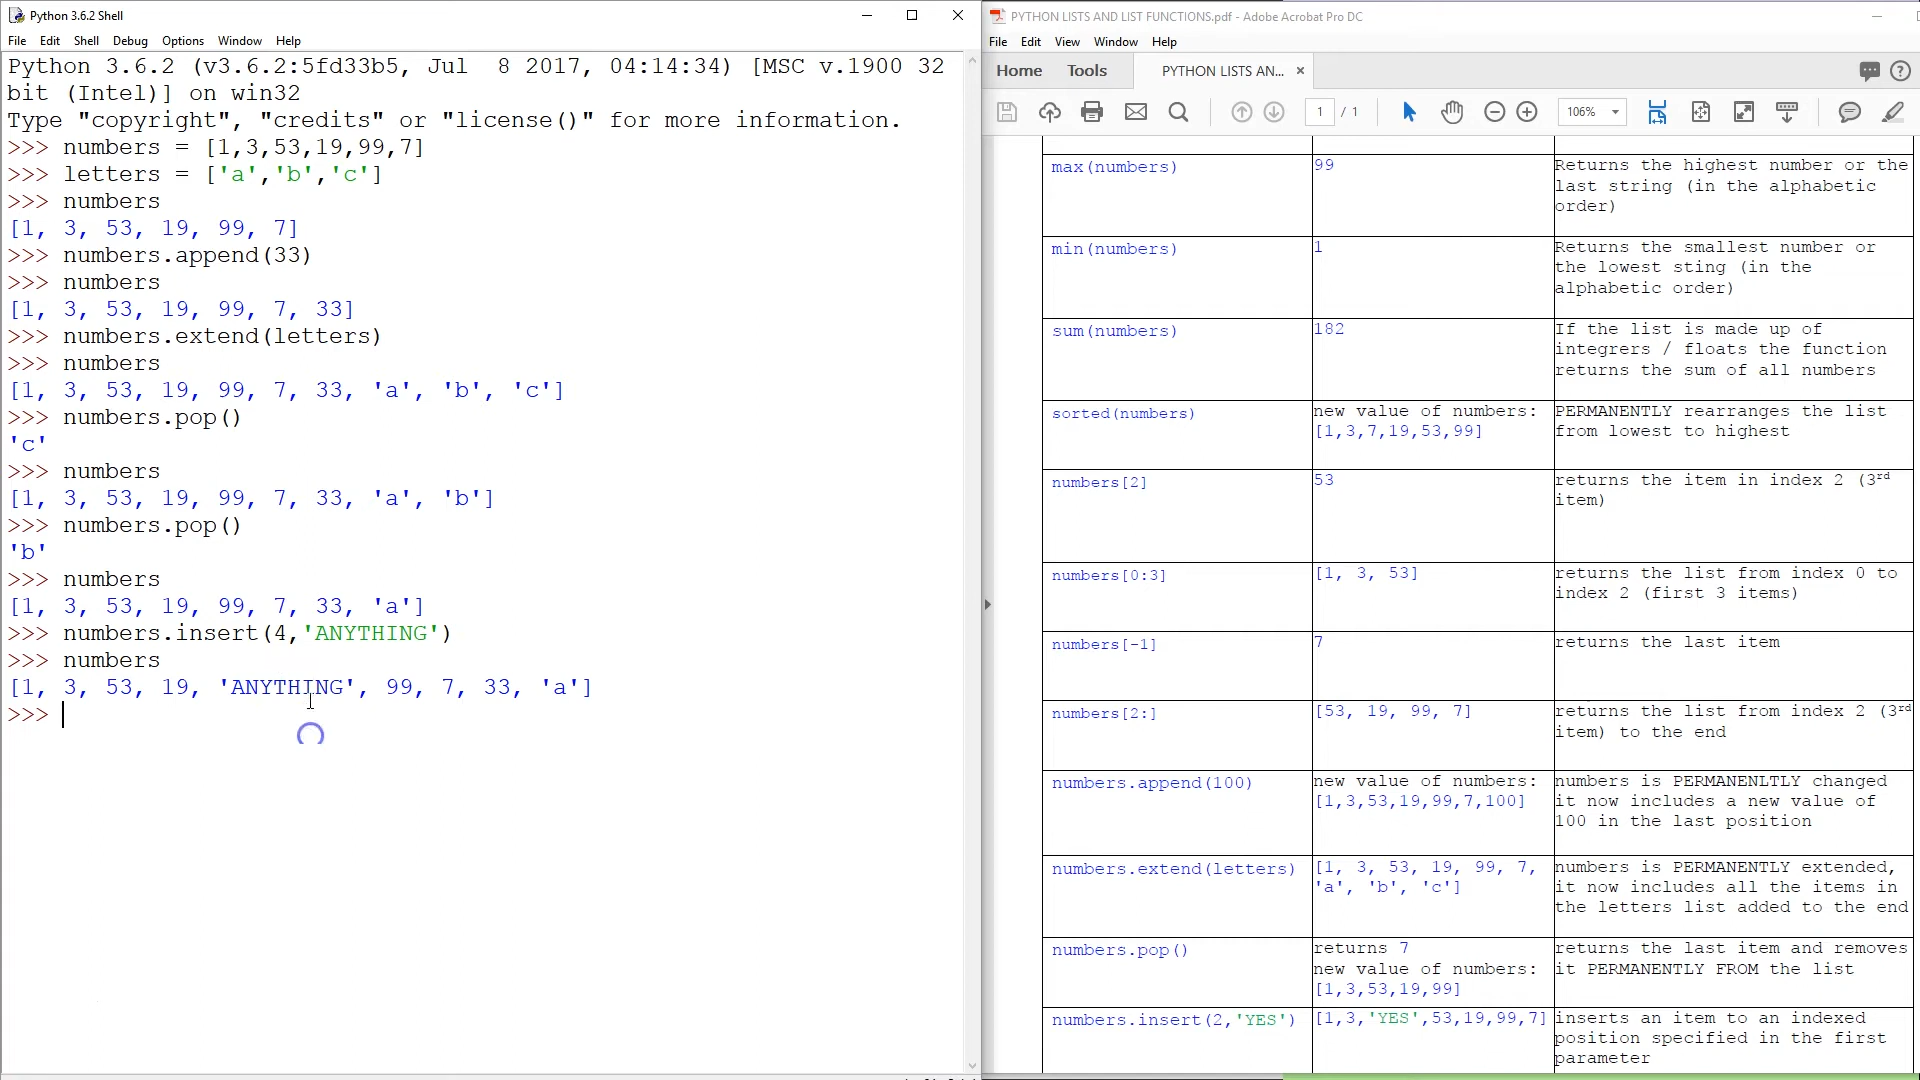 Python 3.6.2 Shell
File Edit Shell Debug Options Window Help
Python 3.6.2 (v3.6.2:5fd33b5, Jul  8 2017, 04:14:34) [MSC v.1900 32
bit (Intel)] on win32
Type "copyright", "credits" or "license()" for more information.
>>> numbers = [1,3,53,19,99,7]
>>> letters = ['a','b','c']
>>> numbers
[1, 3, 53, 19, 99, 7]
>>> numbers.append(33)
>>> numbers
[1, 3, 53, 19, 99, 7, 33]
>>> numbers.extend(letters)
>>> numbers
[1, 3, 53, 19, 99, 7, 33, 'a', 'b', 'c']
>>> numbers.pop()
'c'
>>> numbers
[1, 3, 53, 19, 99, 7, 33, 'a', 'b']
>>> numbers.pop()
'b'
>>> numbers
[1, 3, 53, 19, 99, 7, 33, 'a']
>>> numbers.insert(4,'ANYTHING')
>>> numbers
[1, 3, 53, 19, 'ANYTHING', 99, 7, 33, 'a']
>>>
PYTHON LISTS AND LIST FUNCTIONS.pdf - Adobe Acrobat Pro DC
File Edit View Window Help
Home Tools PYTHON LISTS AN... ×
1 / 1 106%
max(numbers)
99
Returns the highest number or the
last string (in the alphabetic
order)
min(numbers)
1
Returns the smallest number or
the lowest sting (in the
alphabetic order)
sum(numbers)
182
If the list is made up of
integrers / floats the function
returns the sum of all numbers
sorted(numbers)
new value of numbers:
[1,3,7,19,53,99]
PERMANENTLY rearranges the list
from lowest to highest
numbers[2]
53
returns the item in index 2 (3rd
item)
numbers[0:3]
[1, 3, 53]
returns the list from index 0 to
index 2 (first 3 items)
numbers[-1]
7
returns the last item
numbers[2:]
[53, 19, 99, 7]
returns the list from index 2 (3rd
item) to the end
numbers.append(100)
new value of numbers:
[1,3,53,19,99,7,100]
numbers is PERMANENLTLY changed
it now includes a new value of
100 in the last position
numbers.extend(letters)
[1, 3, 53, 19, 99, 7,
'a', 'b', 'c']
numbers is PERMANENTLY extended,
it now includes all the items in
the letters list added to the end
numbers.pop()
returns 7
new value of numbers:
[1,3,53,19,99]
returns the last item and removes
it PERMANENTLY FROM the list
numbers.insert(2,'YES')
[1,3,'YES',53,19,99,7]
inserts an item to an indexed
position specified in the first
parameter